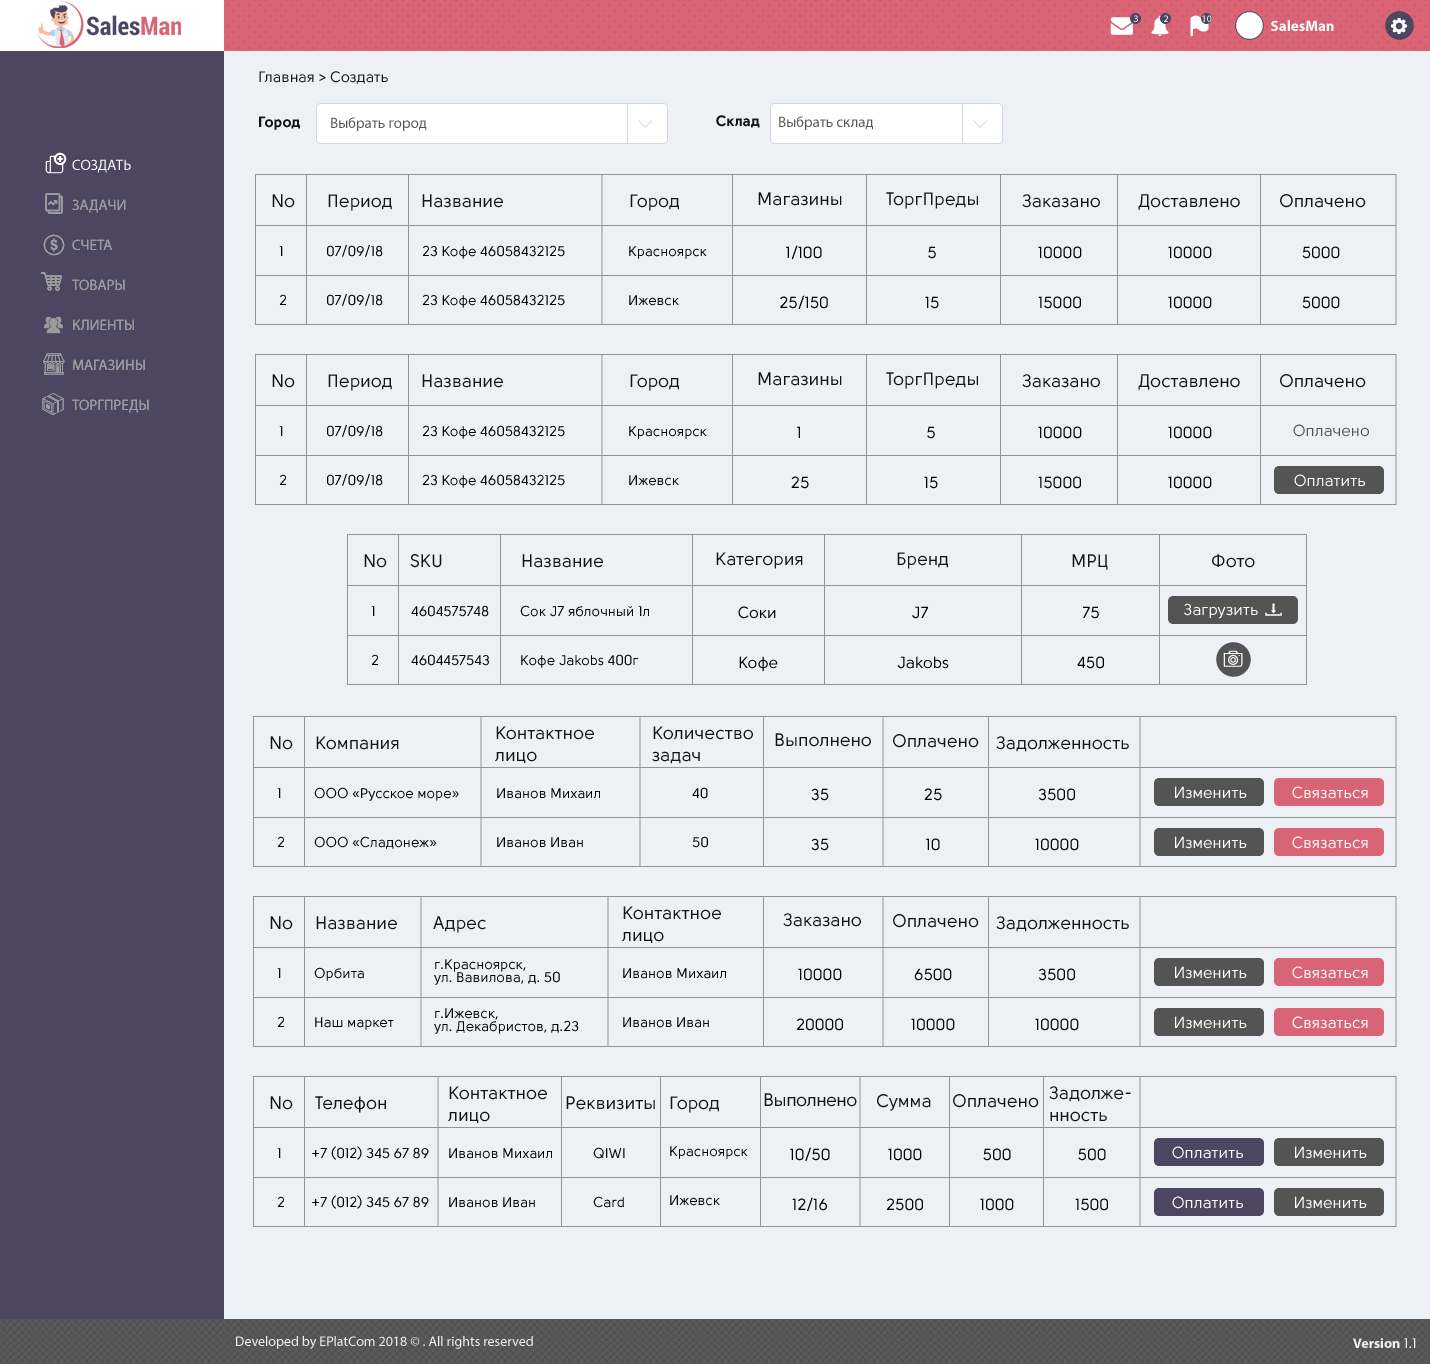 SalesMan
3
2
10
SalesMan
Главная > Создать
Город
Выбрать город
Склад
Выбрать склад
СОЗДАТЬ
ЗАДАЧИ
СЧЕТА
ТОВАРЫ
КЛИЕНТЫ
МАГАЗИНЫ
ТОРГПРЕДЫ
No Период Название Город Магазины ТоргПреды Заказано Доставлено Оплачено
1 07/09/18 23 Кофе 46058432125 Красноярск 1/100 5 10000 10000 5000
2 07/09/18 23 Кофе 46058432125 Ижевск 25/150 15 15000 10000 5000
No Период Название Город Магазины ТоргПреды Заказано Доставлено Оплачено
1 07/09/18 23 Кофе 46058432125 Красноярск 1 5 10000 10000 Оплачено
2 07/09/18 23 Кофе 46058432125 Ижевск 25 15 15000 10000 Оплатить
No SKU Название Категория Бренд МРЦ Фото
1 4604575748 Сок J7 яблочный 1л Соки J7 75 Загрузить
2 4604457543 Кофе Jakobs 400г Кофе Jakobs 450
No Компания Контактное лицо Количество задач Выполнено Оплачено Задолженность
1 ООО «Русское море» Иванов Михаил 40 35 25 3500 Изменить Связаться
2 ООО «Сладонеж» Иванов Иван 50 35 10 10000 Изменить Связаться
No Название Адрес Контактное лицо Заказано Оплачено Задолженность
1 Орбита г.Красноярск, ул. Вавилова, д. 50 Иванов Михаил 10000 6500 3500 Изменить Связаться
2 Наш маркет г.Ижевск, ул. Декабристов, д.23 Иванов Иван 20000 10000 10000 Изменить Связаться
No Телефон Контактное лицо Реквизиты Город Выполнено Сумма Оплачено Задолже-нность
1 +7 (012) 345 67 89 Иванов Михаил QIWI Красноярск 10/50 1000 500 500 Оплатить Изменить
2 +7 (012) 345 67 89 Иванов Иван Card Ижевск 12/16 2500 1000 1500 Оплатить Изменить
Developed by EPlatCom 2018 © . All rights reserved
Version 1.1